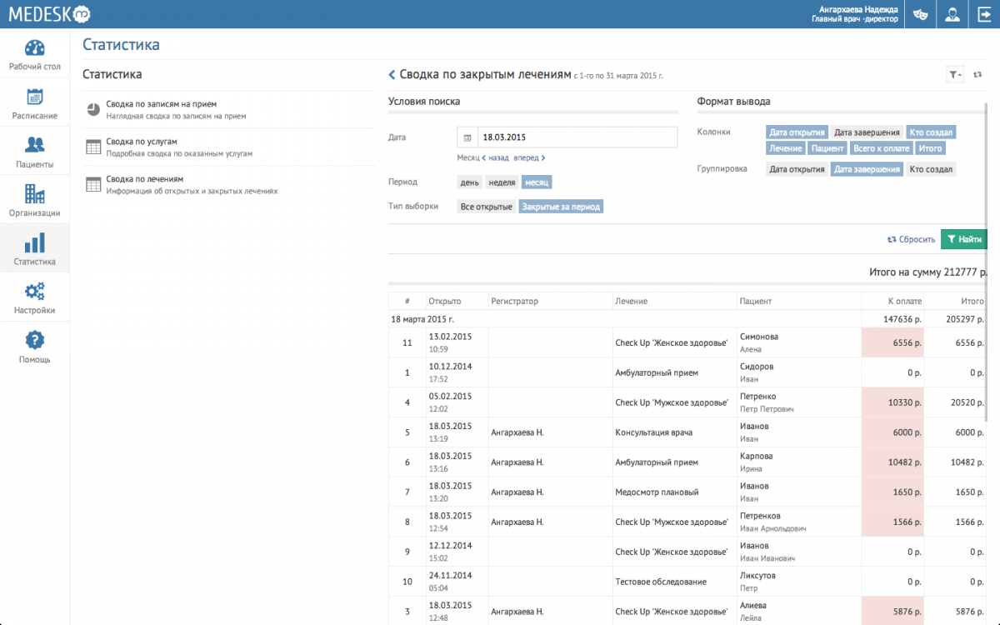 MEDESK
Ангархаева Надежда
Главный врач -директор
Рабочий стол
Расписание
Пациенты
Организации
Статистика
Настройки
Помощь
Статистика
Статистика
Сводка по записям на прием
Наглядная сводка по записям на прием
Сводка по услугам
Подробная сводка по оказанным услугам
Сводка по лечениям
Информация об открытых и закрытых лечениях
Сводка по закрытым лечениям с 1-го по 31 марта 2015 г.
Условия поиска
Дата 18.03.2015
Месяц назад вперед
Период день неделя месяц
Тип выборки Все открытые Закрытые за период
Формат вывода
Колонки Дата открытия Дата завершения Кто создал
Лечение Пациент Всего к оплате Итого
Группировка Дата открытия Дата завершения Кто создал
Сбросить Найти
Итого на сумму 212777 р.
# Открыто Регистратор Лечение Пациент К оплате Итого
18 марта 2015 г. 147636 р. 205297 р.
11 13.02.2015 Check Up 'Женское здоровье' Симонова 6556 р. 6556 р.
10:59 Алена
1 10.12.2014 Амбулаторный прием Сидоров 0 р. 0 р.
17:52 Иван
4 05.02.2015 Check Up 'Мужское здоровье' Петренко 10330 р. 20520 р.
12:02 Петр Петрович
5 18.03.2015 Ангархаева Н. Консультация врача Иванов 6000 р. 6000 р.
13:19 Иван
6 18.03.2015 Ангархаева Н. Амбулаторный прием Карпова 10482 р. 10482 р.
13:16 Ирина
7 18.03.2015 Ангархаева Н. Медосмотр плановый Иванов 1650 р. 1650 р.
13:20 Иван
8 18.03.2015 Ангархаева Н. Check Up 'Мужское здоровье' Петренков 1566 р. 1566 р.
12:54 Иван Арнольдович
9 12.12.2014 Check Up 'Женское здоровье' Иванов 0 р. 0 р.
15:02 Иван Иванович
10 24.11.2014 Тестовое обследование Ликсутов 0 р. 0 р.
05:04 Петр
3 18.03.2015 Ангархаева Н. Check Up 'Женское здоровье' Алиева 5876 р. 5876 р.
12:48 Лейла